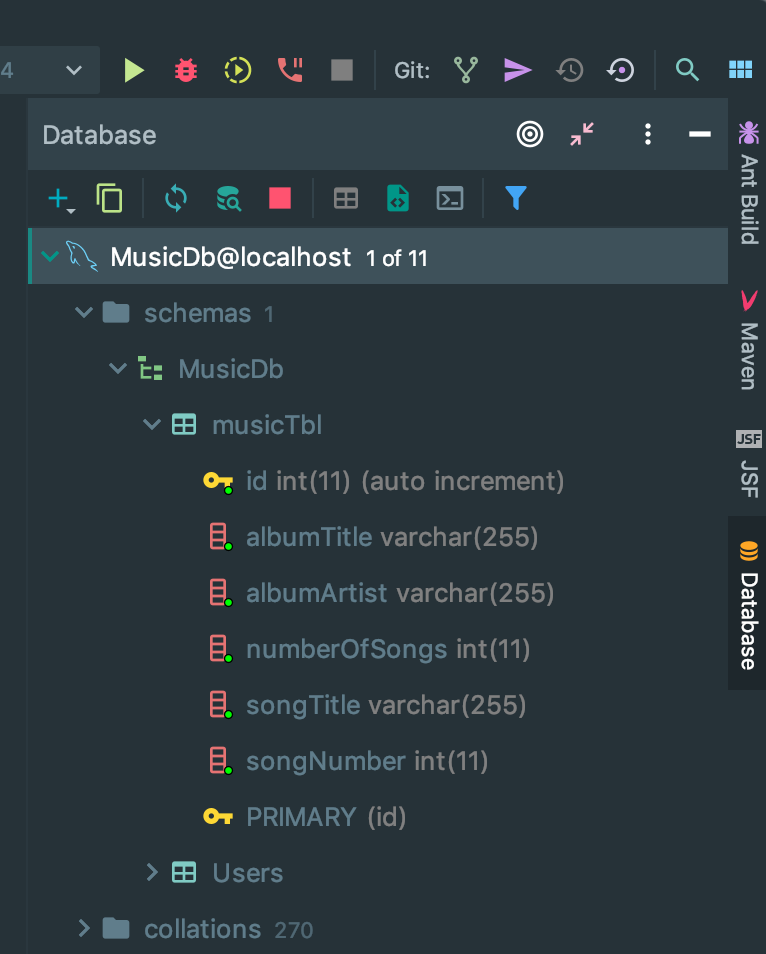 4
Git:
Database
MusicDb@localhost 1 of 11
schemas 1
MusicDb
musicTbl
id int(11) (auto increment)
albumTitle varchar(255)
albumArtist varchar(255)
numberOfSongs int(11)
songTitle varchar(255)
songNumber int(11)
PRIMARY (id)
Users
collations 270
Ant Build
Maven
JSF
JSF
Database